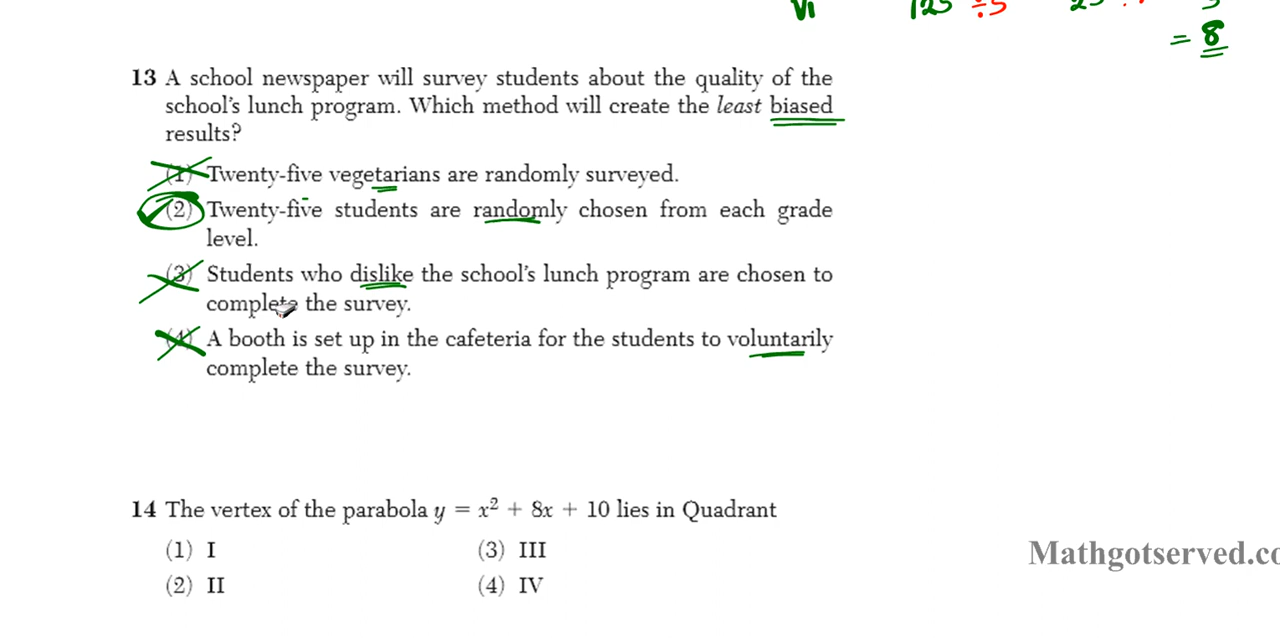 125 ÷5
= 8
13 A school newspaper will survey students about the quality of the
school's lunch program. Which method will create the least biased
results?
(1) Twenty-five vegetarians are randomly surveyed.
(2) Twenty-five students are randomly chosen from each grade
level.
(3) Students who dislike the school's lunch program are chosen to
complete the survey.
(4) A booth is set up in the cafeteria for the students to voluntarily
complete the survey.
14 The vertex of the parabola y = x² + 8x + 10 lies in Quadrant
(1) I (3) III
Mathgotserved.co
(2) II (4) IV